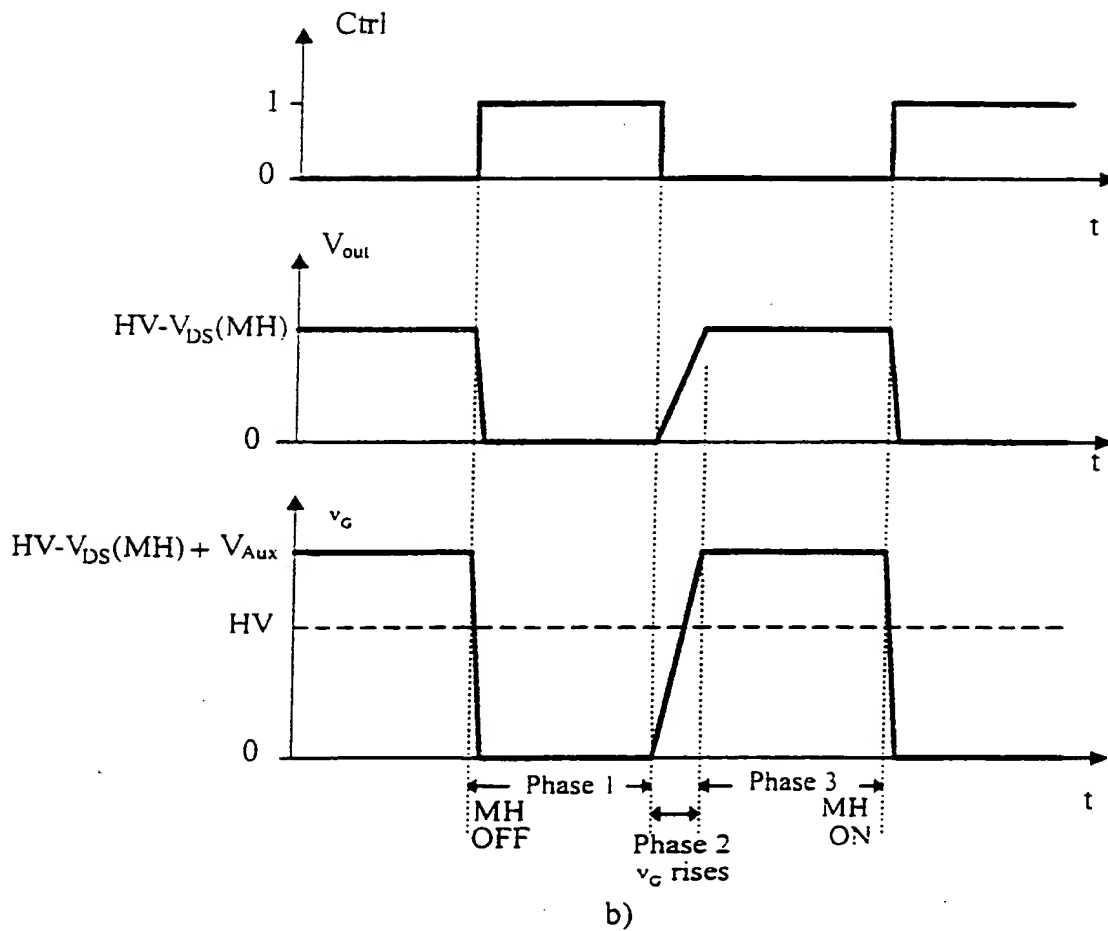 Ctrl
1
0
t
V_out
HV-V_DS(MH)
0
t
v_G
HV-V_DS(MH) + V_Aux
HV
0
Phase 1
Phase 3
t
MH
OFF
MH
ON
Phase 2
v_G rises
b)